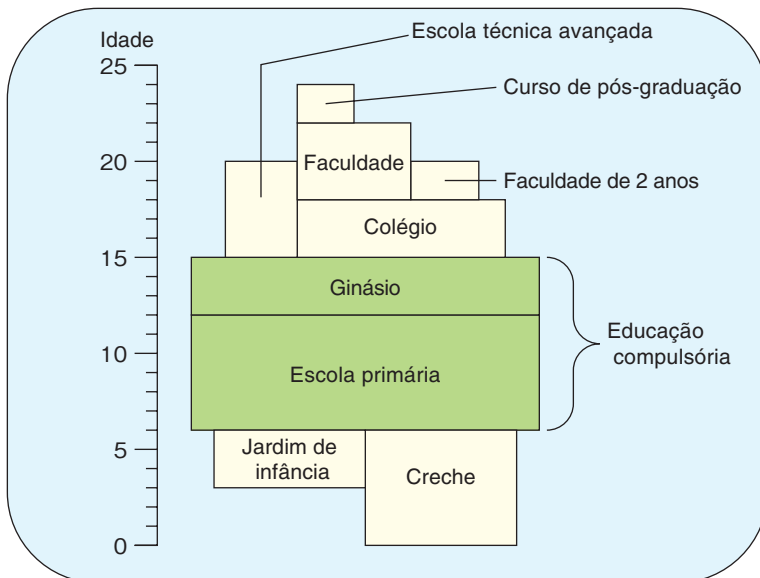 Escola técnica avançada
Idade
25
Curso de pós-graduação
20
Faculdade
Faculdade de 2 anos
Colégio
15
Ginásio
Educação
compulsória
10
Escola primária
5
Jardim de
infância
Creche
0